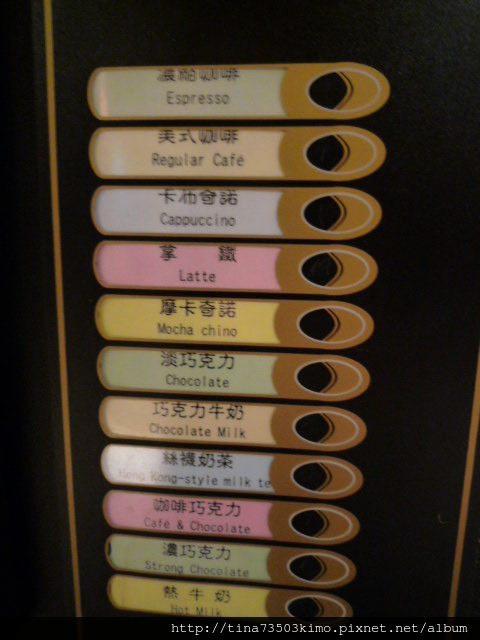 濃縮咖啡
Espresso
美式咖啡
Regular Café
卡布奇諾
Cappuccino
拿 鐵
Latte
摩卡奇諾
Mocha chino
淡巧克力
Chocolate
巧克力牛奶
Chocolate Milk
絲襪奶茶
Hong Kong-style milk te
咖啡巧克力
Café & Chocolate
濃巧克力
Strong Chocolate
熱 牛 奶
Hot Milk
http://tina73503kimo.pixnet.net/album